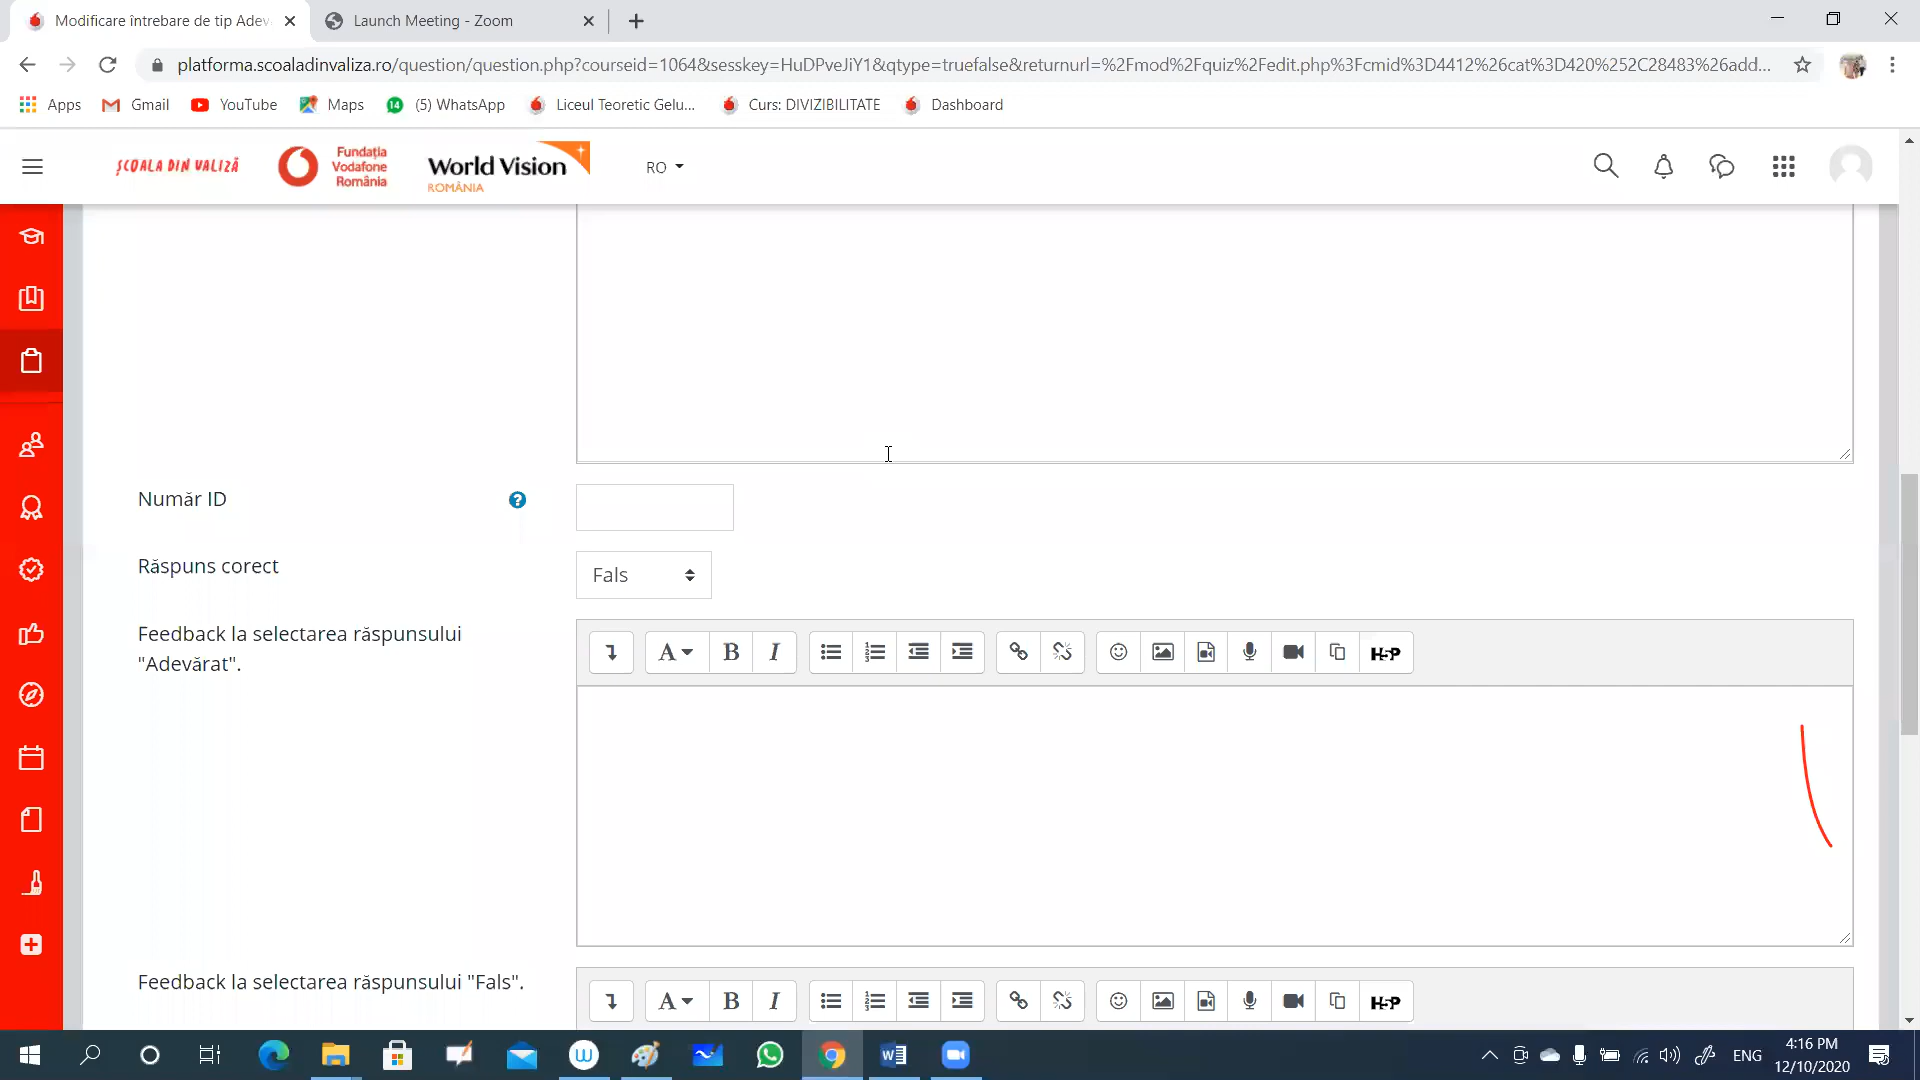 Modificare întrebare de tip Adev
Launch Meeting - Zoom
platforma.scoaladinvaliza.ro/question/question.php?courseid=1064&sesskey=HuDPveJiY1&qtype=truefalse&returnurl=%2Fmod%2Fquiz%2Fedit.php%3Fcmid%3D4412%26cat%3D420%252C28483%26add...
Apps
Gmail
YouTube
Maps
14
(5) WhatsApp
Liceul Teoretic Gelu...
Curs: DIVIZIBILITATE
Dashboard
ȘCOALA DIN VALIZĂ
Fundația
Vodafone
România
World Vision
ROMÂNIA
RO
Număr ID
?
Răspuns corect
Fals
Feedback la selectarea răspunsului
"Adevărat".
A B I
H5P
Feedback la selectarea răspunsului "Fals".
A B I
H5P
ENG
4:16 PM
12/10/2020